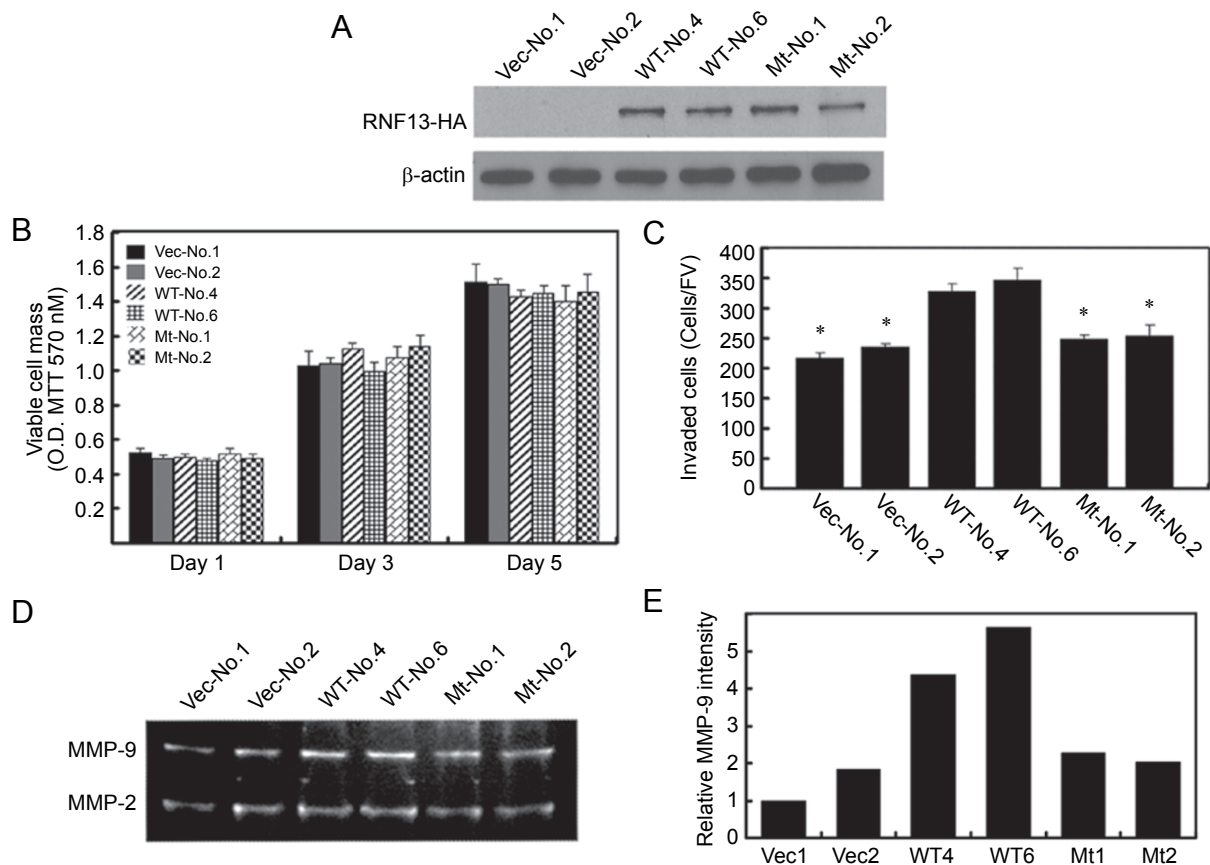 A
Vec-No.1 Vec-No.2 WT-No.4 WT-No.6 Mt-No.1 Mt-No.2
RNF13-HA
β-actin
B
Viable cell mass
(O.D. MTT 570 nM)
1.8
1.6
1.4
1.2
1.0
0.8
0.6
0.4
0.2
Vec-No.1
Vec-No.2
WT-No.4
WT-No.6
Mt-No.1
Mt-No.2
Day 1 Day 3 Day 5
C
Invaded cells (Cells/FV)
400
350
300
250
200
150
100
50
0
* * * *
Vec-No.1 Vec-No.2 WT-No.4 WT-No.6 Mt-No.1 Mt-No.2
D
Vec-No.1 Vec-No.2 WT-No.4 WT-No.6 Mt-No.1 Mt-No.2
MMP-9
MMP-2
E
Relative MMP-9 intensity
5
4
3
2
1
0
Vec1 Vec2 WT4 WT6 Mt1 Mt2